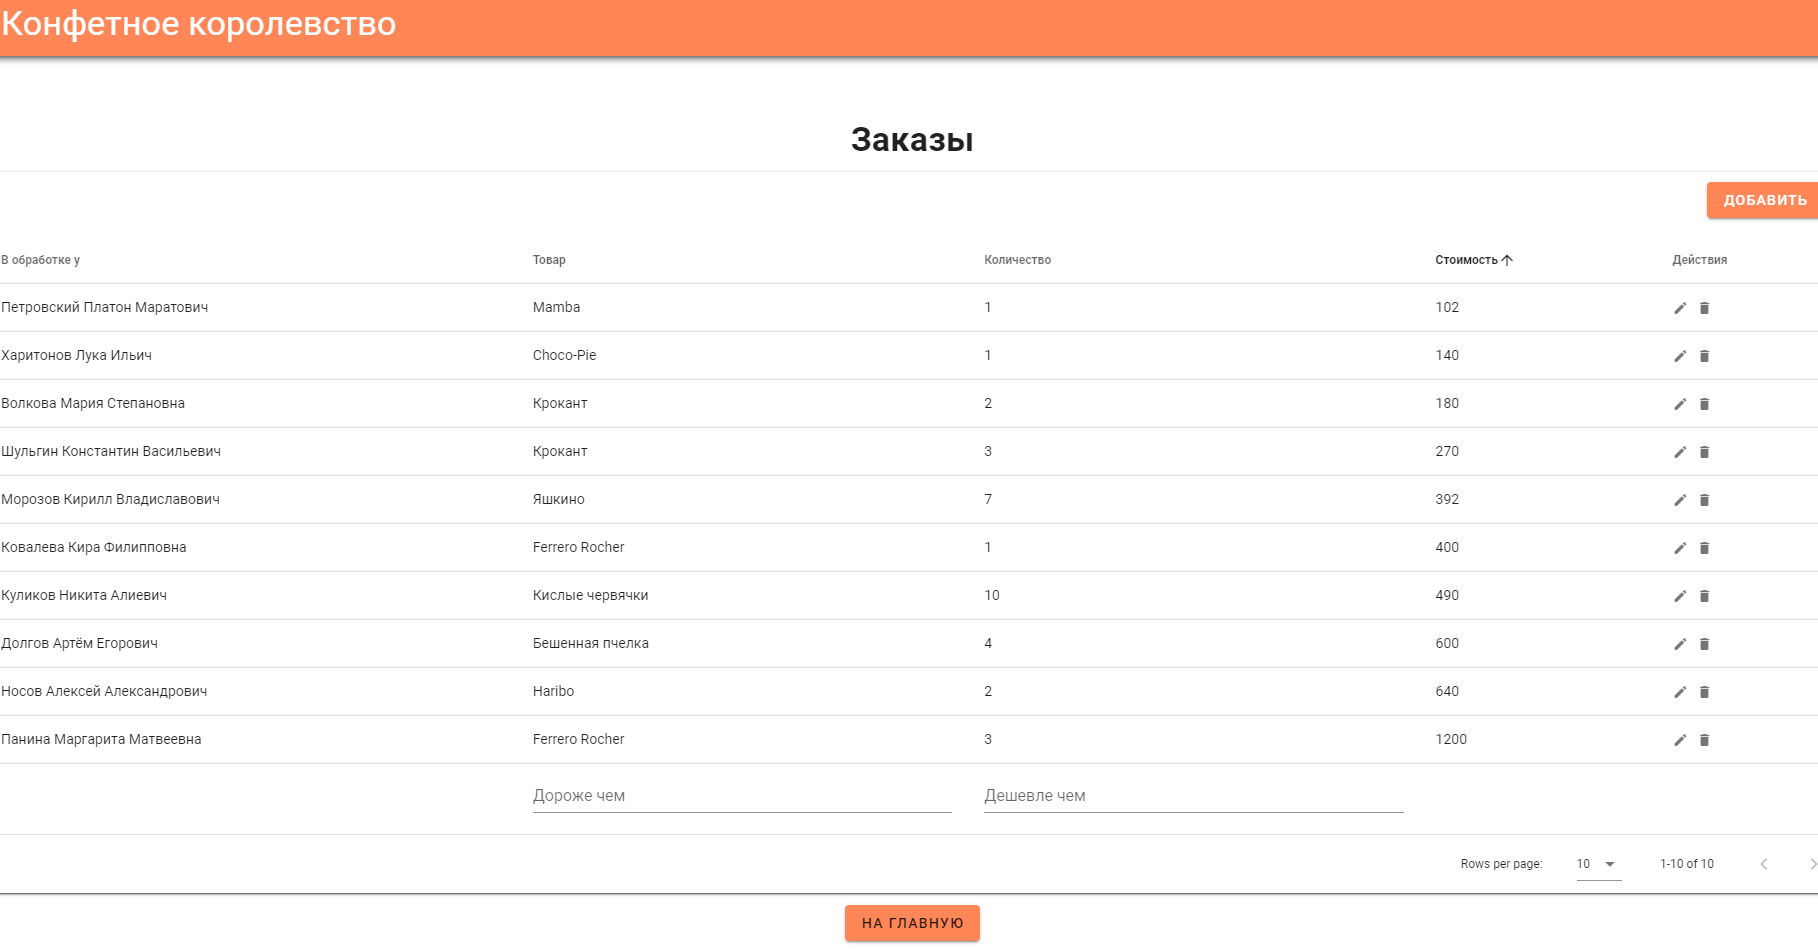 Конфетное королевство
Заказы
ДОБАВИТЬ
В обработке у Товар Количество Стоимость Действия
Петровский Платон Маратович Mamba 1 102
Харитонов Лука Ильич Choco-Pie 1 140
Волкова Мария Степановна Крокант 2 180
Шульгин Константин Васильевич Крокант 3 270
Морозов Кирилл Владиславович Яшкино 7 392
Ковалева Кира Филипповна Ferrero Rocher 1 400
Куликов Никита Алиевич Кислые червячки 10 490
Долгов Артём Егорович Бешенная пчелка 4 600
Носов Алексей Александрович Haribo 2 640
Панина Маргарита Матвеевна Ferrero Rocher 3 1200
Дороже чем Дешевле чем
Rows per page: 10 1-10 of 10
НА ГЛАВНУЮ